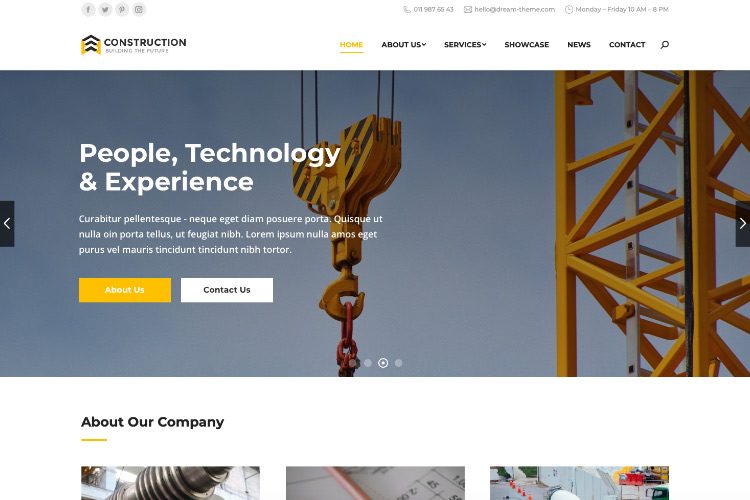 011 987 65 43 hello@dream-theme.com Monday – Friday 10 AM – 8 PM
CONSTRUCTION
BUILDING THE FUTURE
HOME ABOUT US SERVICES SHOWCASE NEWS CONTACT
People, Technology
& Experience
Curabitur pellentesque - neque eget diam posuere porta. Quisque ut
nulla oin porta tellus, ut feugiat nibh. Lorem ipsum nulla amos eget
purus vel mauris tincidunt tincidunt nibh tortor.
About Us Contact Us
About Our Company